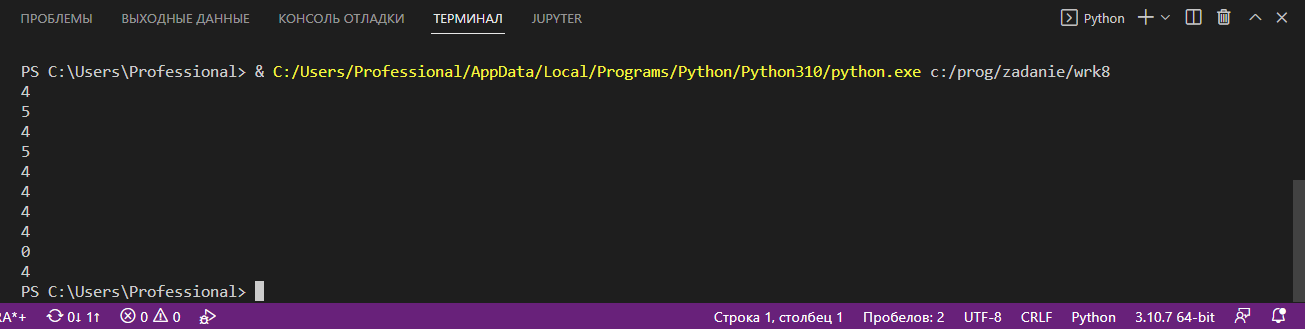 ПРОБЛЕМЫ ВЫХОДНЫЕ ДАННЫЕ КОНСОЛЬ ОТЛАДКИ ТЕРМИНАЛ JUPYTER Python
PS C:\Users\Professional> & C:/Users/Professional/AppData/Local/Programs/Python/Python310/python.exe c:/prog/zadanie/wrk8
4
5
4
5
4
4
4
4
0
4
PS C:\Users\Professional>
RA*+ 0↓ 1↑ 0 0 Строка 1, столбец 1 Пробелов: 2 UTF-8 CRLF Python 3.10.7 64-bit